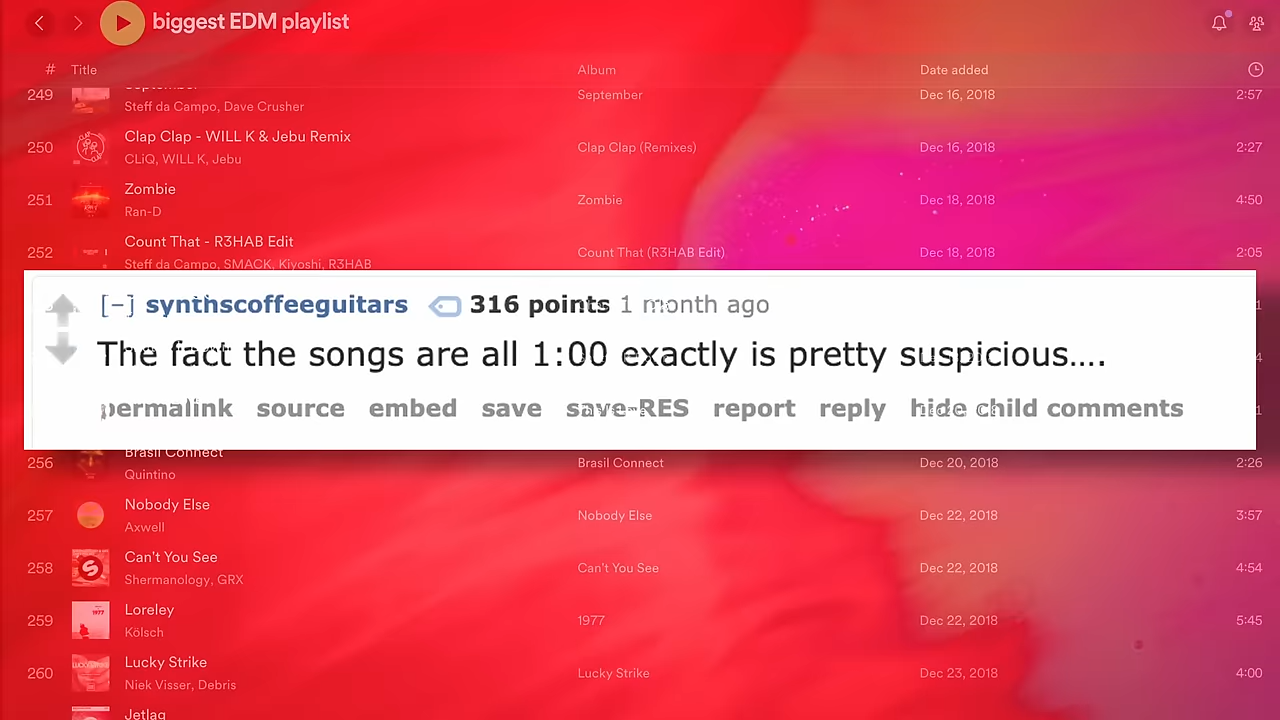 biggest EDM playlist
# Title Album Date added
249 September September Dec 16, 2018 2:57
Steff da Campo, Dave Crusher
250 Clap Clap - WILL K & Jebu Remix Clap Clap (Remixes) Dec 16, 2018 2:27
CLiQ, WILL K, Jebu
251 Zombie Zombie Dec 18, 2018 4:50
Ran-D
252 Count That - R3HAB Edit Count That (R3HAB Edit) Dec 18, 2018 2:05
Steff da Campo, SMACK, Kiyoshi, R3HAB
[–] synthscoffeeguitars 316 points 1 month ago
The fact the songs are all 1:00 exactly is pretty suspicious....
permalink source embed save save-RES report reply hide child comments
256 Brasil Connect Brasil Connect Dec 20, 2018 2:26
Quintino
257 Nobody Else Nobody Else Dec 22, 2018 3:57
Axwell
258 Can't You See Can't You See Dec 22, 2018 4:54
Shermanology, GRX
259 Loreley 1977 Dec 22, 2018 5:45
Kölsch
260 Lucky Strike Lucky Strike Dec 23, 2018 4:00
Niek Visser, Debris
Jetlag